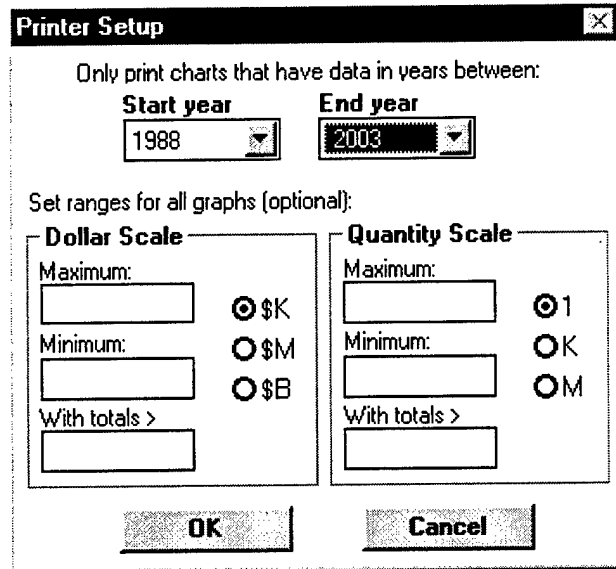 Printer Setup
Only print charts that have data in years between:
Start year End year
1988 2003
Set ranges for all graphs (optional):
Dollar Scale Quantity Scale
Maximum: Maximum:
$K 1
Minimum: Minimum:
$M K
$B M
With totals > With totals >
OK Cancel